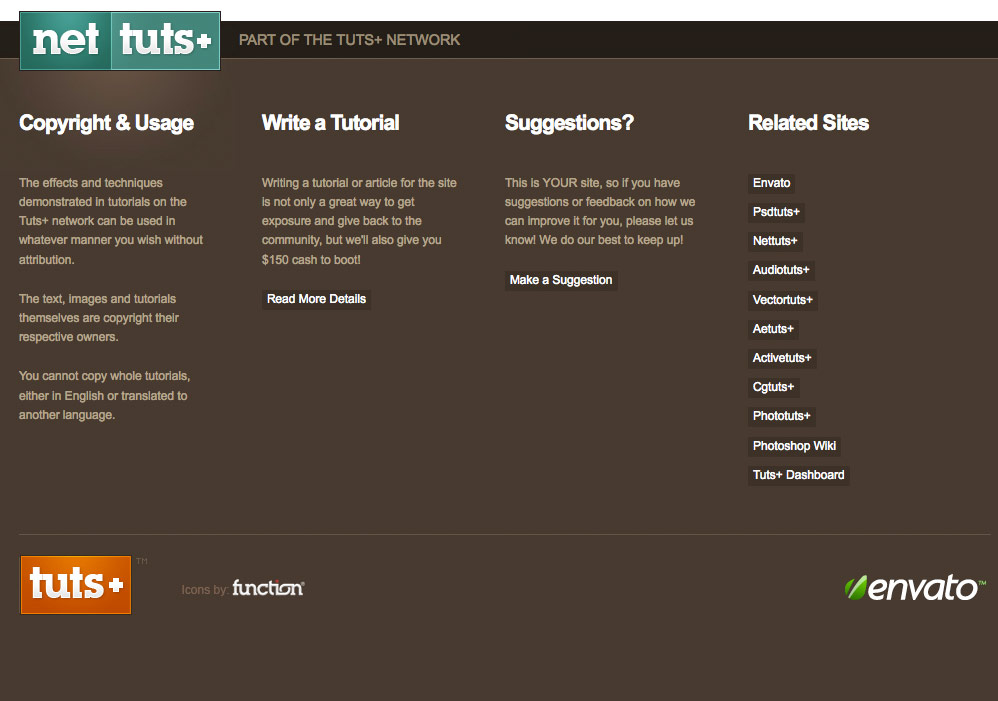 net tuts+ PART OF THE TUTS+ NETWORK
Copyright & Usage
The effects and techniques
demonstrated in tutorials on the
Tuts+ network can be used in
whatever manner you wish without
attribution.
The text, images and tutorials
themselves are copyright their
respective owners.
You cannot copy whole tutorials,
either in English or translated to
another language.
Write a Tutorial
Writing a tutorial or article for the site
is not only a great way to get
exposure and give back to the
community, but we'll also give you
$150 cash to boot!
Read More Details
Suggestions?
This is YOUR site, so if you have
suggestions or feedback on how we
can improve it for you, please let us
know! We do our best to keep up!
Make a Suggestion
Related Sites
Envato
Psdtuts+
Nettuts+
Audiotuts+
Vectortuts+
Aetuts+
Activetuts+
Cgtuts+
Phototuts+
Photoshop Wiki
Tuts+ Dashboard
tuts+ ™
Icons by: function®
envato™